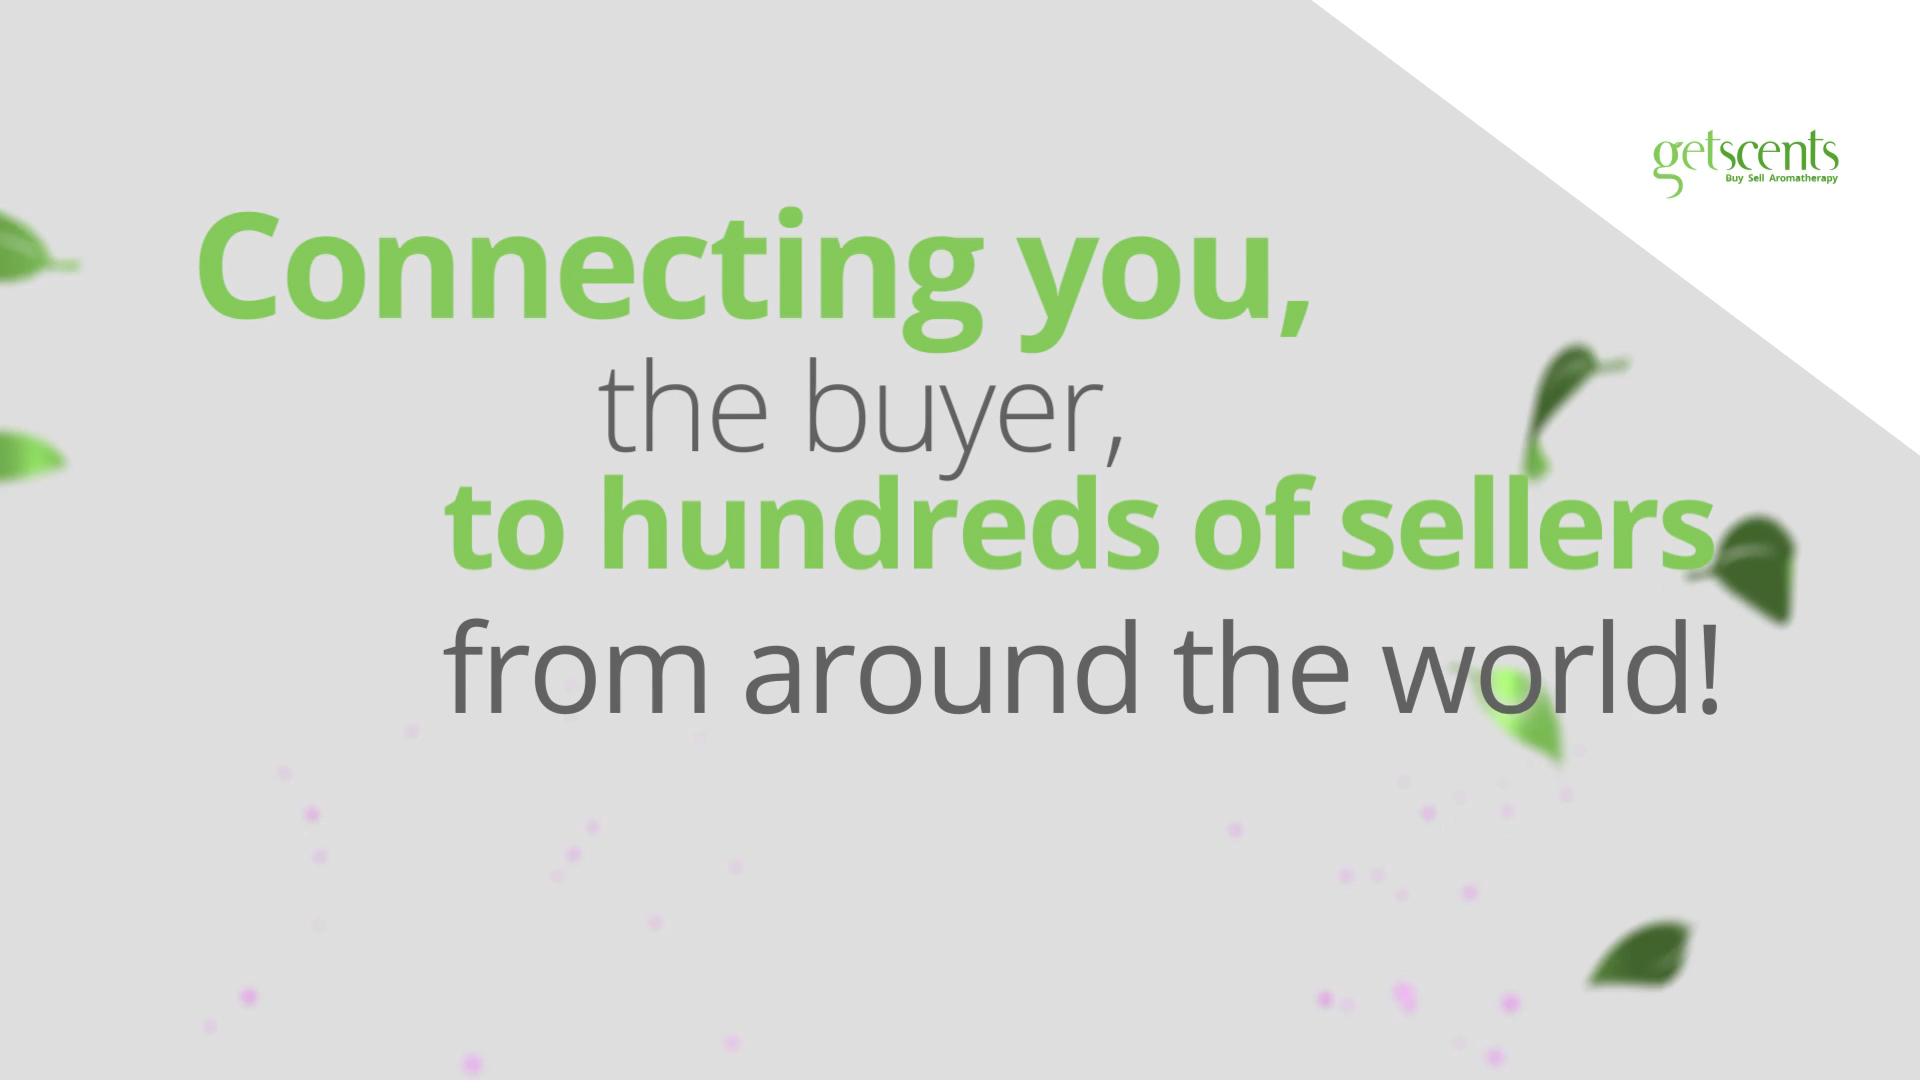 getscents
Buy Sell Aromatherapy
Connecting you,
the buyer,
to hundreds of sellers
from around the world!